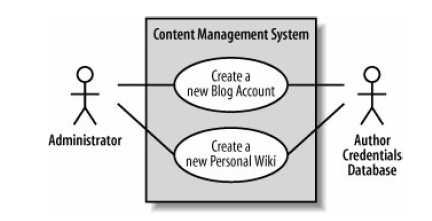 Content Management System
Create a
new Blog Account
Administrator
Create a
new Personal Wiki
Author
Credentials
Database